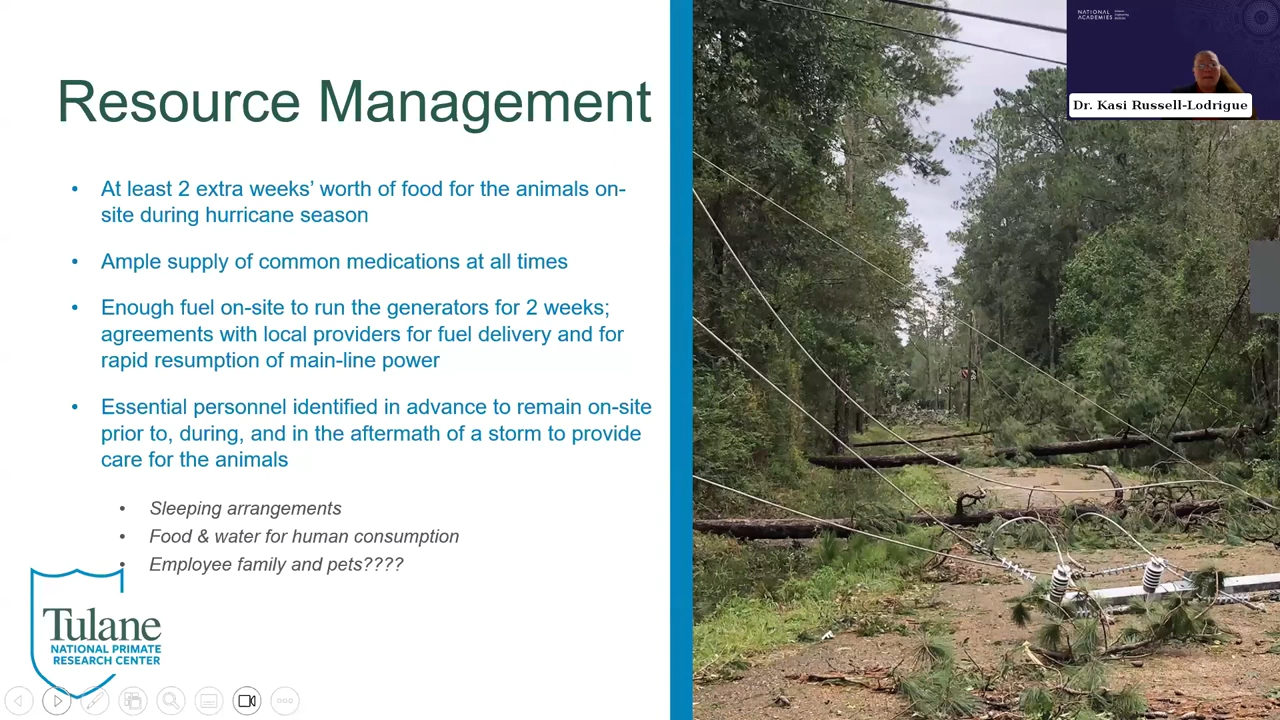 NATIONAL
ACADEMIES
Dr. Kasi Russell-Lodrigue
Resource Management
• At least 2 extra weeks’ worth of food for the animals on-
site during hurricane season
• Ample supply of common medications at all times
• Enough fuel on-site to run the generators for 2 weeks;
agreements with local providers for fuel delivery and for
rapid resumption of main-line power
• Essential personnel identified in advance to remain on-site
prior to, during, and in the aftermath of a storm to provide
care for the animals
• Sleeping arrangements
• Food & water for human consumption
• Employee family and pets????
Tulane
NATIONAL PRIMATE
RESEARCH CENTER